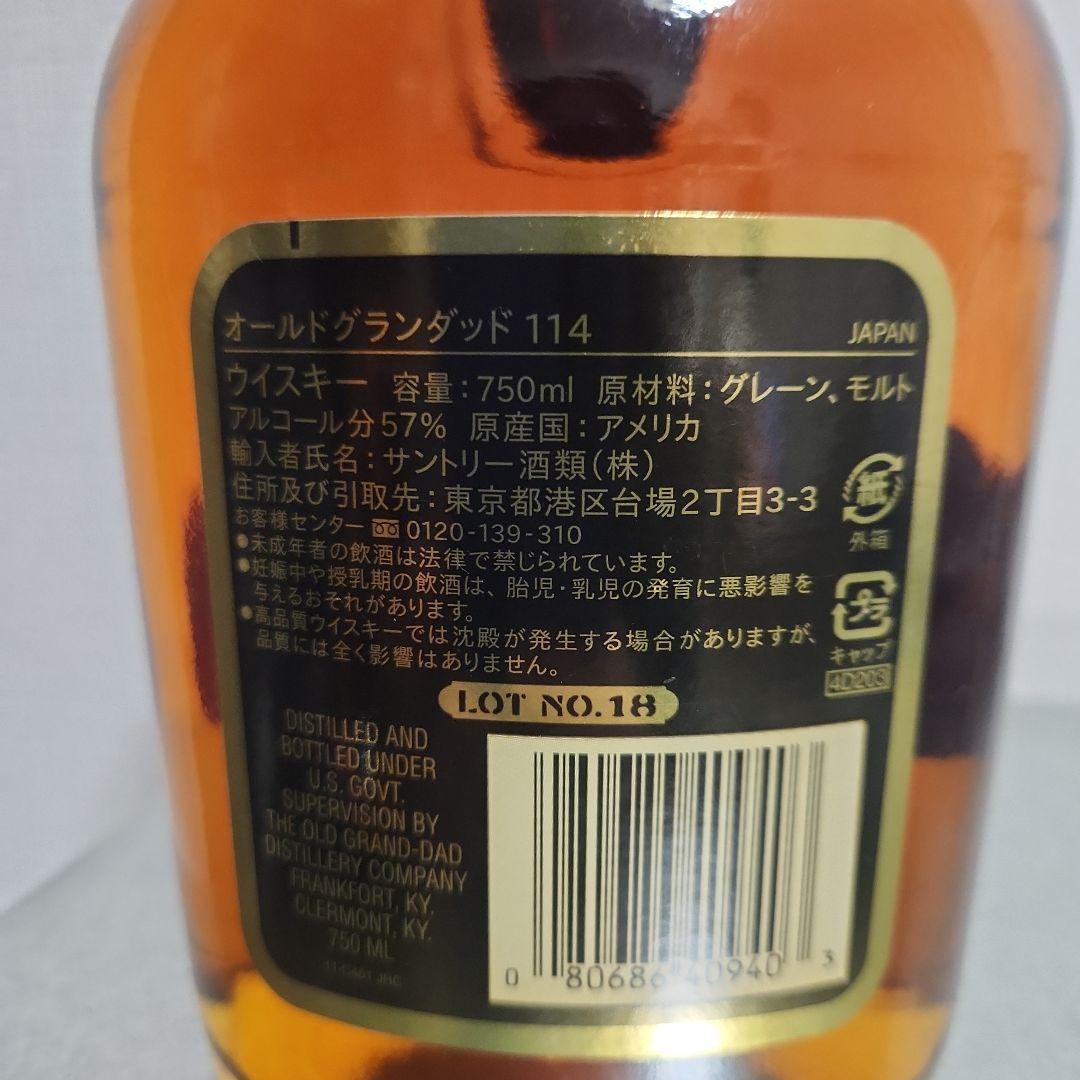 オールドグランダッド 114 JAPAN
ウイスキー 容量:750ml 原材料:グレーン、モルト
アルコール分57% 原産国:アメリカ
輸入者氏名:サントリー酒類(株)
住所及び引取先:東京都港区台場2丁目3-3
お客様センター 0120-139-310
●未成年者の飲酒は法律で禁じられています。
●妊娠中や授乳期の飲酒は、胎児・乳児の発育に悪影響を
与えるおそれがあります。
●高品質ウイスキーでは沈殿が発生する場合がありますが、
品質には全く影響はありません。
紙
外箱
プラ
キャップ
4D203
LOT NO.18
DISTILLED AND
BOTTLED UNDER
U.S. GOVT.
SUPERVISION BY
THE OLD GRAND-DAD
DISTILLERY COMPANY
FRANKFORT, KY.
CLERMONT, KY.
750 ML
0 80686 40940 3